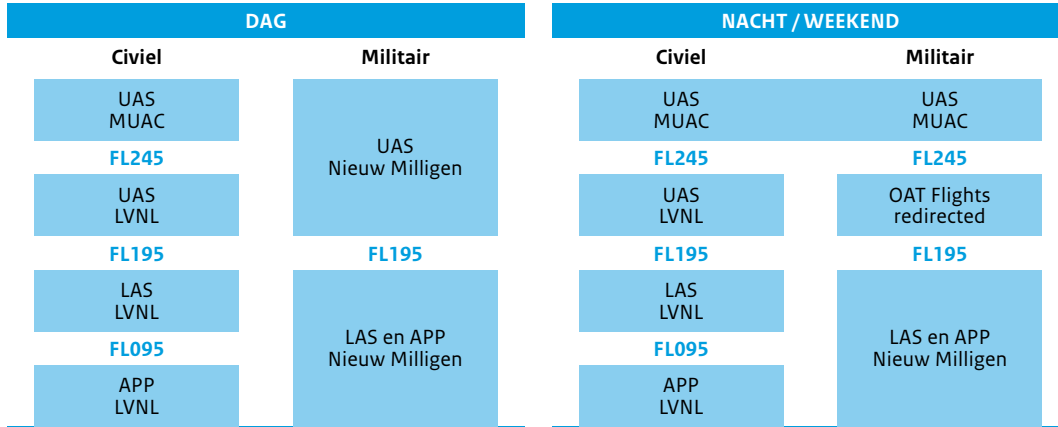 DAG
Civiel
Militair
UAS
MUAC
FL245
UAS
LVNL
FL195
LAS
LVNL
FL095
APP
LVNL
UAS
Nieuw Milligen
FL195
LAS en APP
Nieuw Milligen
NACHT / WEEKEND
Civiel
Militair
UAS
MUAC
FL245
UAS
LVNL
FL195
LAS
LVNL
FL095
APP
LVNL
UAS
MUAC
FL245
OAT Flights
redirected
FL195
LAS en APP
Nieuw Milligen